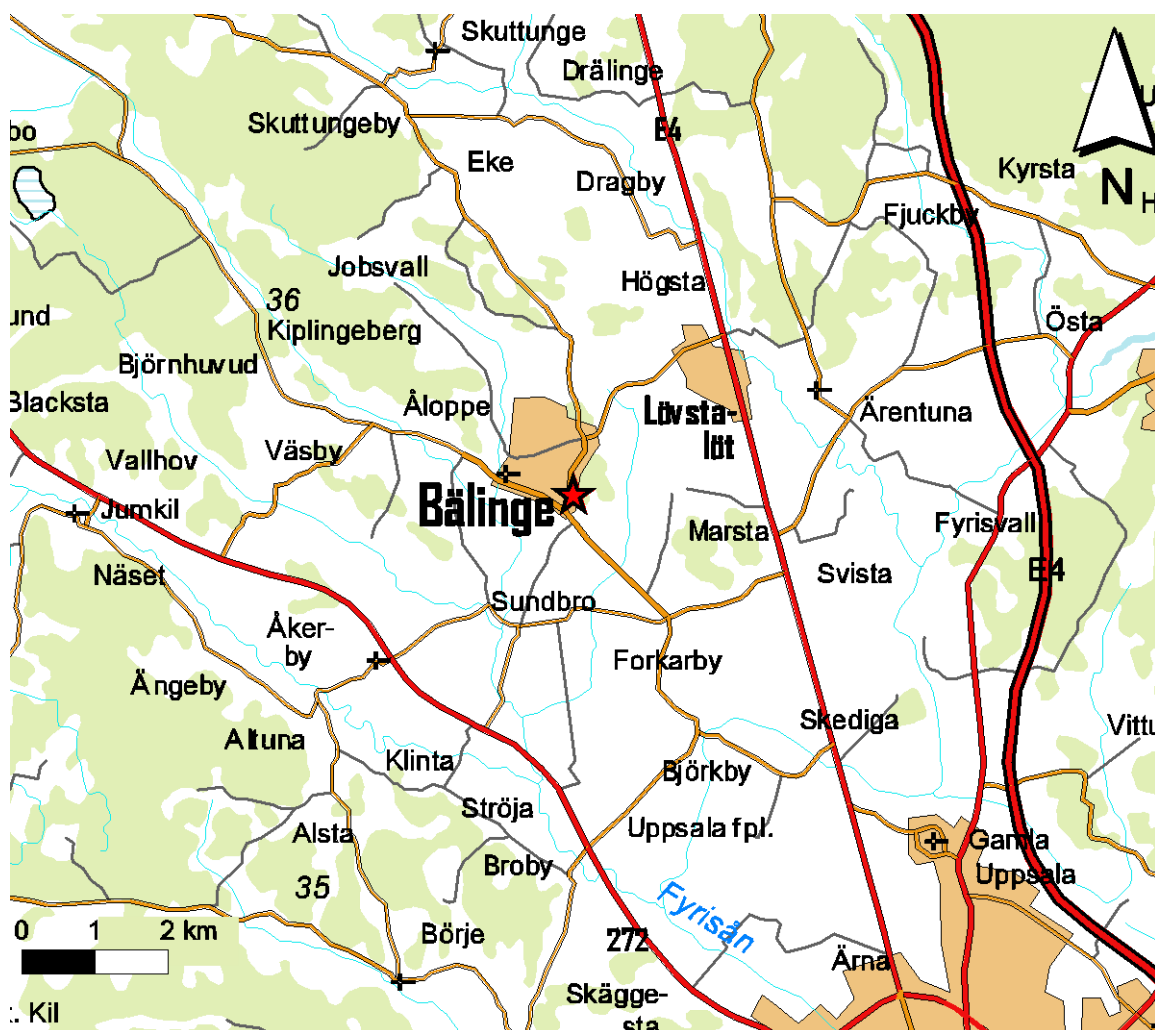 Skuttunge
Drälinge
U
Skuttungeby
E4
bo
Eke
Dragby
Kyrsta
N
H
Fjuckby
Jobsvall
Högsta
36
Kiplingeberg
und
Östa
Björnhuvud
Blacksta
Åloppe
Lövsta-
löt
Ärentuna
Väsby
Vallhov
Jumkil
Bälinge
Marsta
Fyrisvall
Näset
Svista
E4
Sundbro
Åker-
by
Forkarby
Ängeby
Skediga
Vittu
Altuna
Klinta
Björkby
Ströja
Alsta
Uppsala fpl.
Gamla
Uppsala
Broby
35
Fyrisån
0 1 2 km
Börje
272
Ärna
Skägge-
sta
t. Kil